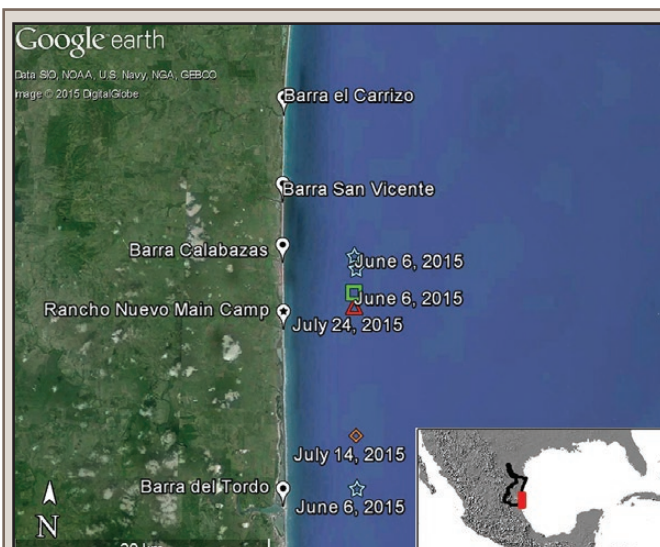 Google earth
Data SIO, NOAA, U.S. Navy, NGA, GEBCO
Image © 2015 DigitalGlobe
Barra el Carrizo
Barra San Vicente
Barra Calabazas
June 6, 2015
June 6, 2015
Rancho Nuevo Main Camp
July 24, 2015
July 14, 2015
Barra del Tordo
June 6, 2015
N